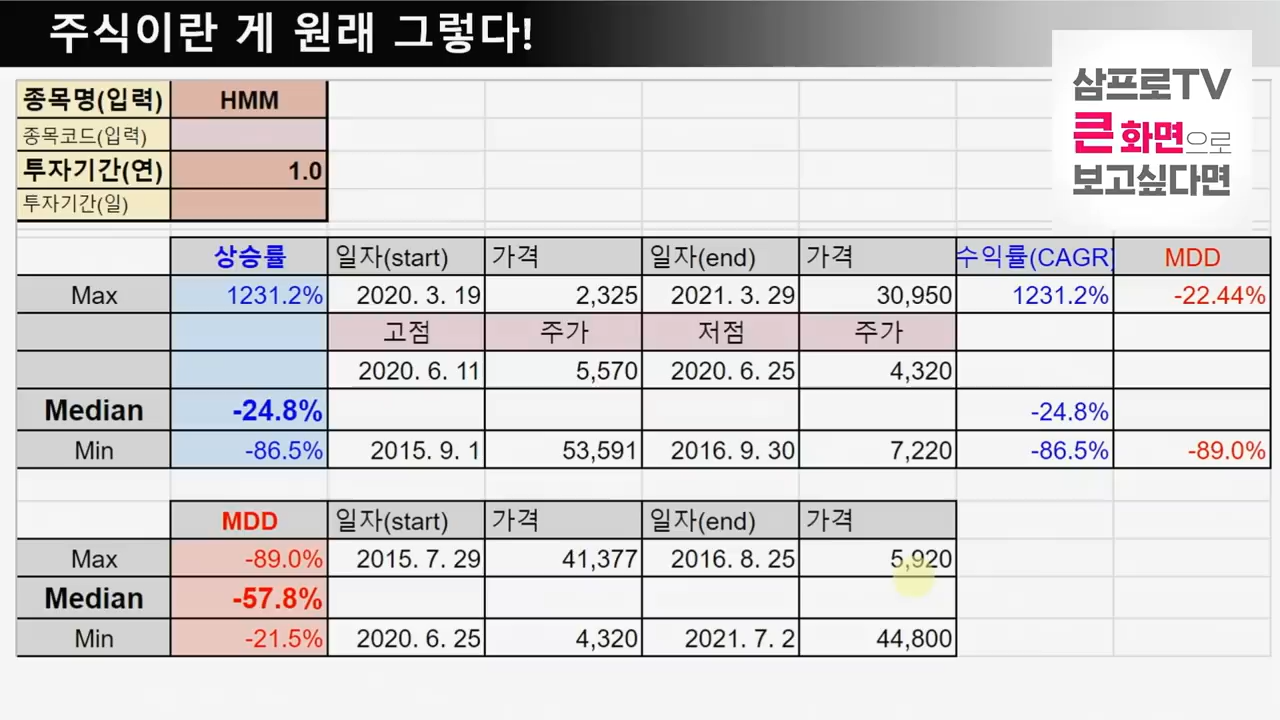 주식이란 게 원래 그렇다!
삼프로TV
큰 화면으로
보고싶다면
종목명(입력) HMM
종목코드(입력)
투자기간(연) 1.0
투자기간(일)
상승률 일자(start) 가격 일자(end) 가격 수익률(CAGR) MDD
Max 1231.2% 2020. 3. 19 2,325 2021. 3. 29 30,950 1231.2% -22.44%
고점 주가 저점 주가
2020. 6. 11 5,570 2020. 6. 25 4,320
Median -24.8% -24.8%
Min -86.5% 2015. 9. 1 53,591 2016. 9. 30 7,220 -86.5% -89.0%
MDD 일자(start) 가격 일자(end) 가격
Max -89.0% 2015. 7. 29 41,377 2016. 8. 25 5,920
Median -57.8%
Min -21.5% 2020. 6. 25 4,320 2021. 7. 2 44,800